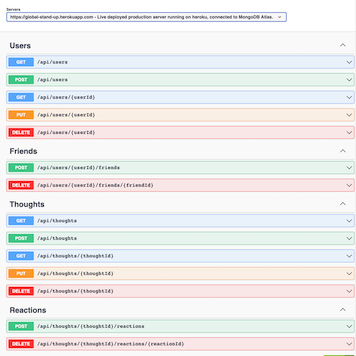 Servers
https://global-stand-up.herokuapp.com - Live deployed production server running on heroku, connected to MongoDB Atlas.
Users
GET /api/users
POST /api/users
GET /api/users/{userId}
PUT /api/users/{userId}
DELETE /api/users/{userId}
Friends
POST /api/users/{userId}/friends
DELETE /api/users/{userId}/friends/{friendId}
Thoughts
GET /api/thoughts
POST /api/thoughts
GET /api/thoughts/{thoughtId}
PUT /api/thoughts/{thoughtId}
DELETE /api/thoughts/{thoughtId}
Reactions
POST /api/thoughts/{thoughtId}/reactions
DELETE /api/thoughts/{thoughtId}/reactions/{reactionId}